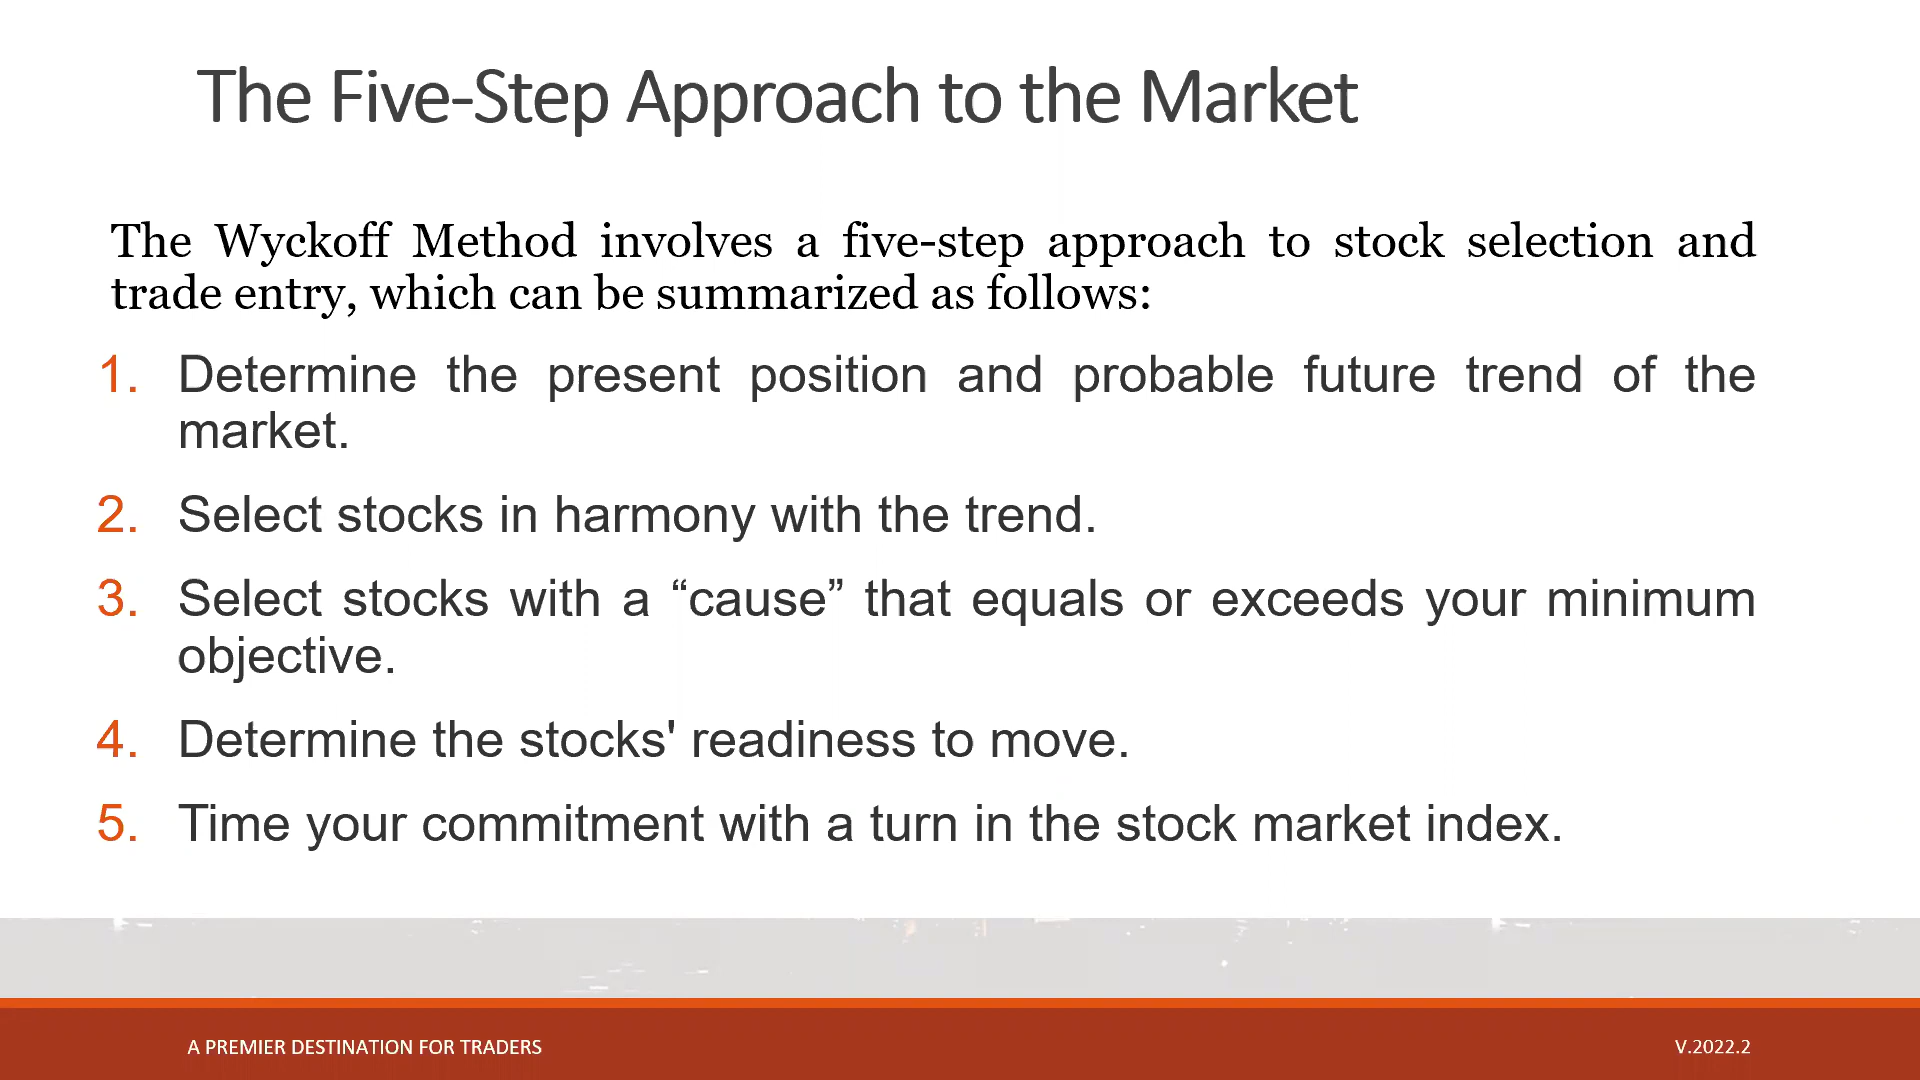 The Five-Step Approach to the Market
The Wyckoff Method involves a five-step approach to stock selection and
trade entry, which can be summarized as follows:
1. Determine the present position and probable future trend of the
market.
2. Select stocks in harmony with the trend.
3. Select stocks with a “cause” that equals or exceeds your minimum
objective.
4. Determine the stocks' readiness to move.
5. Time your commitment with a turn in the stock market index.
A PREMIER DESTINATION FOR TRADERS
V.2022.2